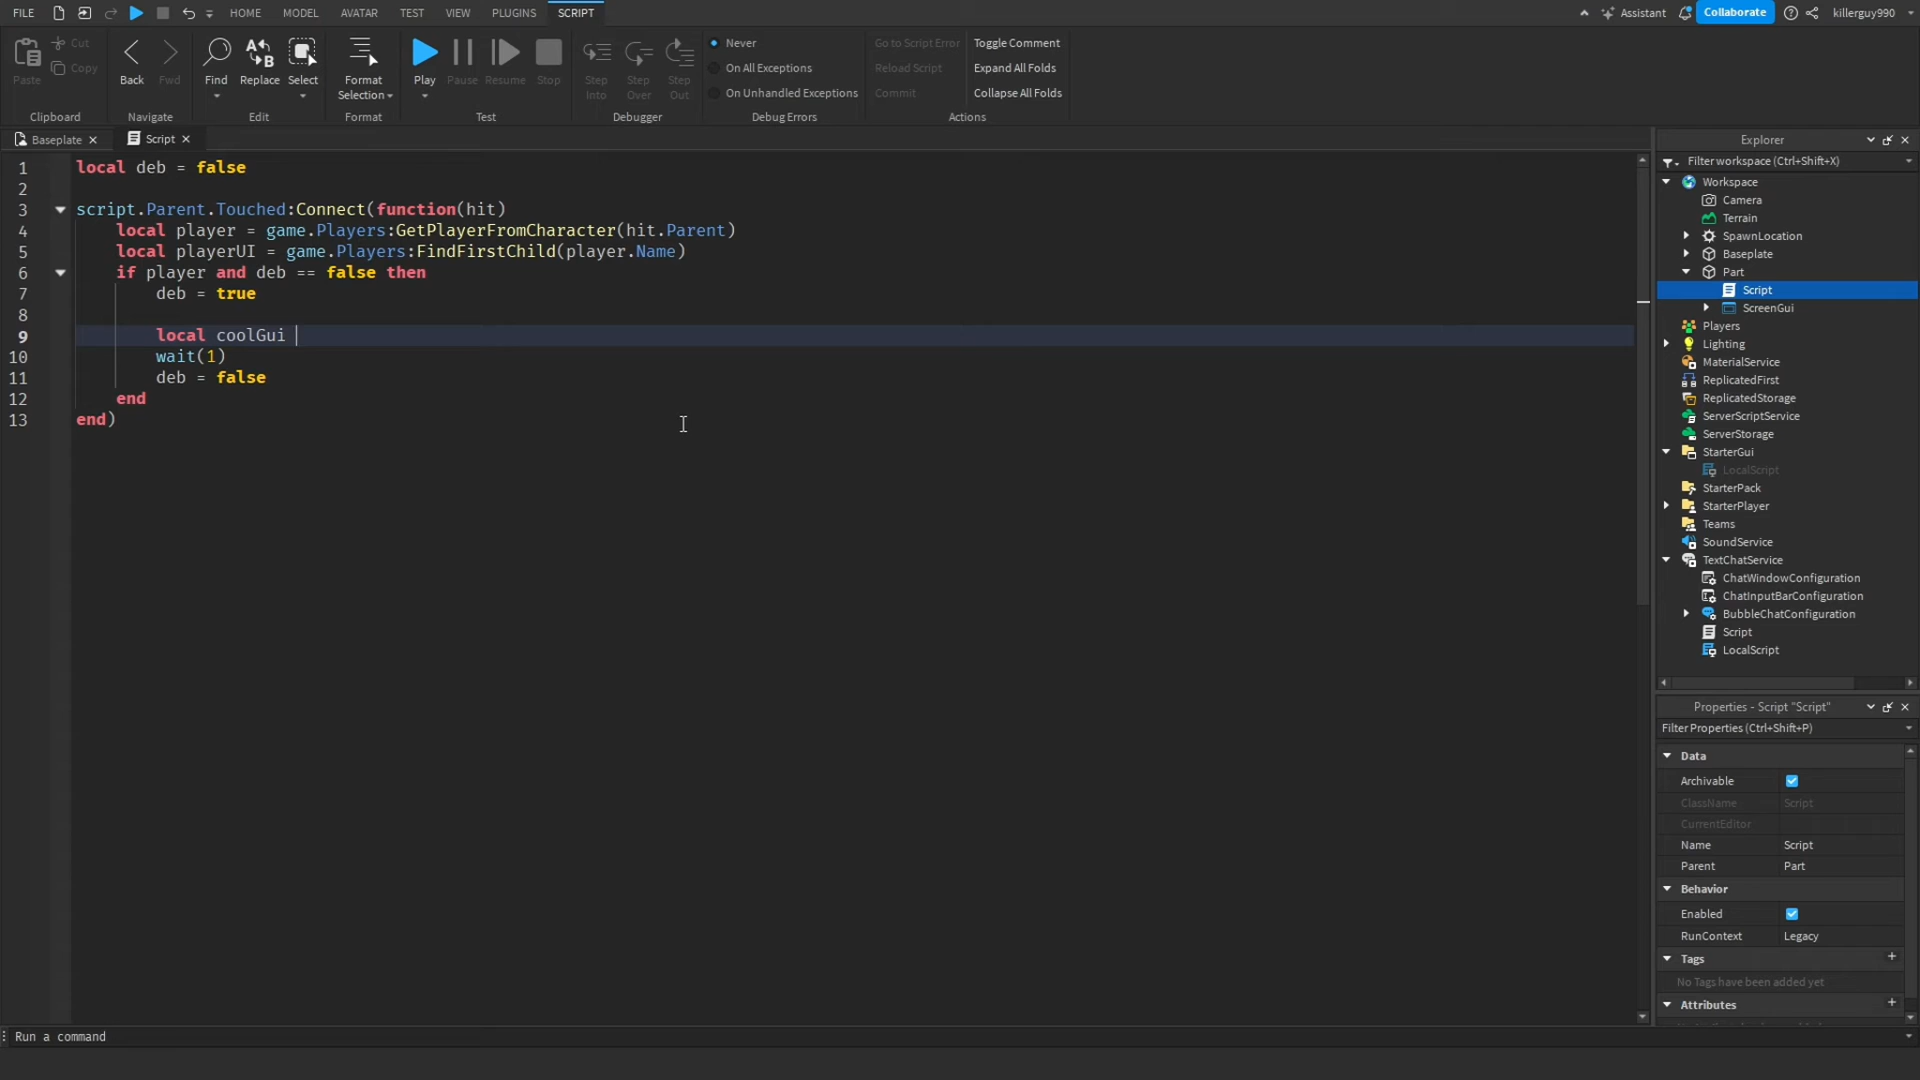 FILE HOME MODEL AVATAR TEST VIEW PLUGINS SCRIPT Assistant Collaborate killerguy990
Paste Cut Copy Back Fwd Find Replace Select Format Selection Play Pause Resume Stop Step Into Step Over Step Out
Never Go to Script Error Toggle Comment
On All Exceptions Reload Script Expand All Folds
On Unhandled Exceptions Commit Collapse All Folds
Clipboard Navigate Edit Format Test Debugger Debug Errors Actions
Baseplate Script
1 local deb = false
2
3 script.Parent.Touched:Connect(function(hit)
4 local player = game.Players:GetPlayerFromCharacter(hit.Parent)
5 local playerUI = game.Players:FindFirstChild(player.Name)
6 if player and deb == false then
7 deb = true
8
9 local coolGui
10 wait(1)
11 deb = false
12 end
13 end)
Explorer
Filter workspace (Ctrl+Shift+X)
Workspace
Camera
Terrain
SpawnLocation
Baseplate
Part
Script
ScreenGui
Players
Lighting
MaterialService
ReplicatedFirst
ReplicatedStorage
ServerScriptService
ServerStorage
StarterGui
LocalScript
StarterPack
StarterPlayer
Teams
SoundService
TextChatService
ChatWindowConfiguration
ChatInputBarConfiguration
BubbleChatConfiguration
Script
LocalScript
Properties - Script "Script"
Filter Properties (Ctrl+Shift+P)
Data
Archivable
ClassName Script
CurrentEditor
Name Script
Parent Part
Behavior
Enabled
RunContext Legacy
Tags
No Tags have been added yet
Attributes
Run a command